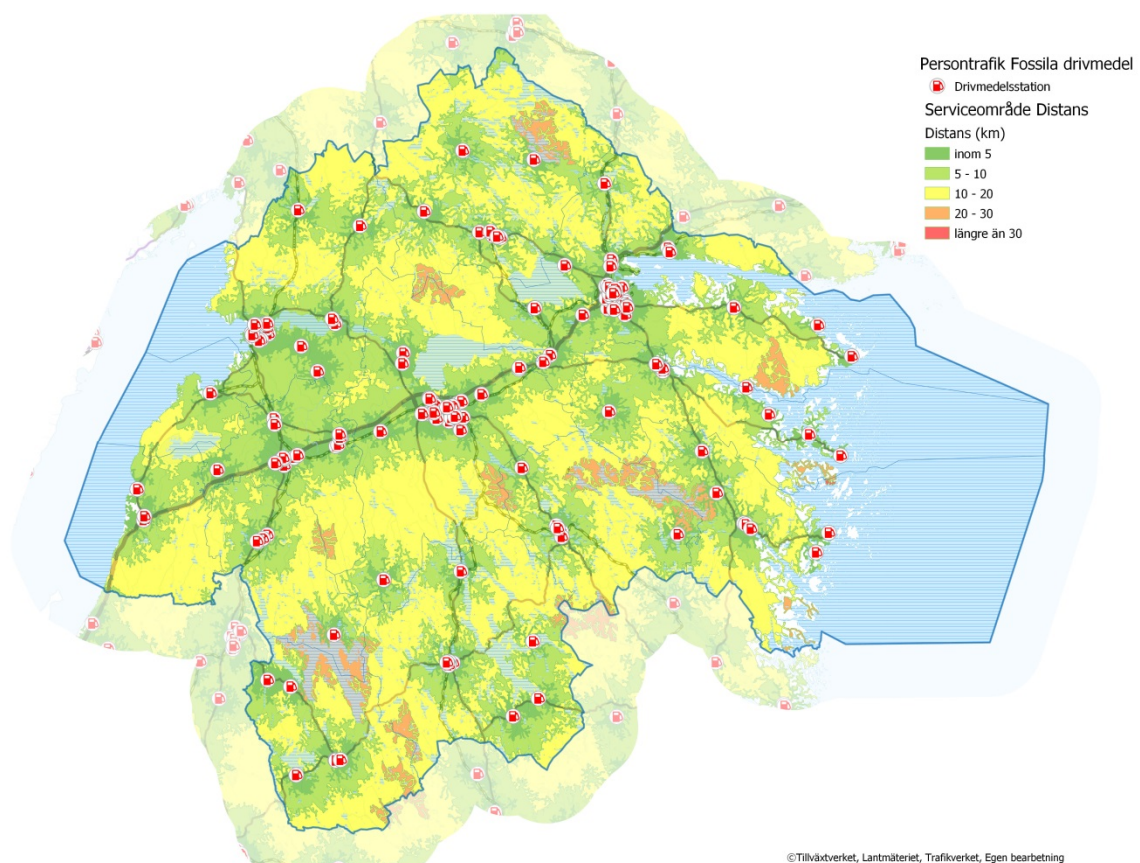 Persontrafik Fossila drivmedel
Drivmedelsstation
Serviceområde Distans
Distans (km)
inom 5
5 - 10
10 - 20
20 - 30
längre än 30
©Tillväxtverket, Lantmäteriet, Trafikverket, Egen bearbetning